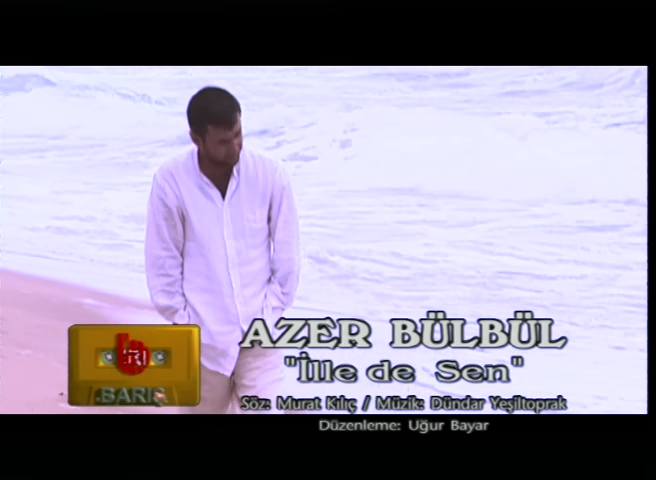 AZER BÜLBÜL
"İlle de Sen"
Söz: Murat Kılıç / Müzik: Dündar Yeşiltoprak
Düzenleme: Uğur Bayar
BARIŞ